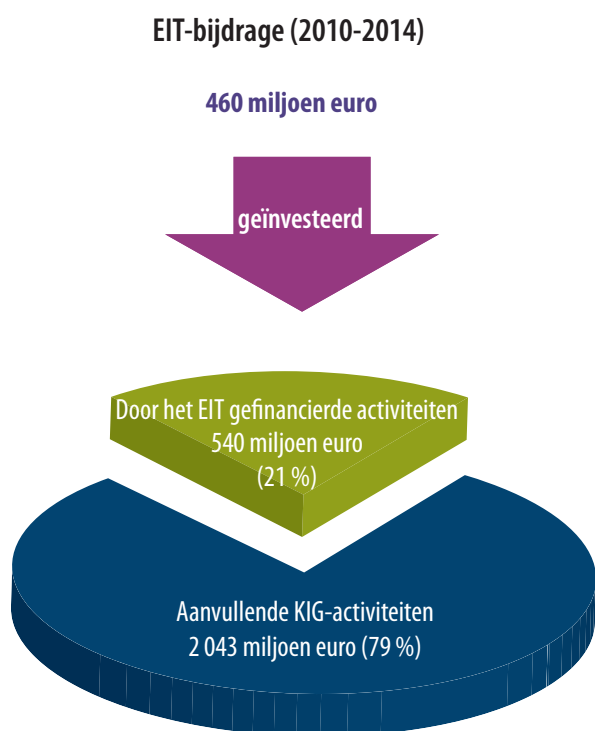 EIT-bijdrage (2010-2014)
460 miljoen euro
geïnvesteerd
Door het EIT gefinancierde activiteiten
540 miljoen euro
(21 %)
Aanvullende KIG-activiteiten
2 043 miljoen euro (79 %)